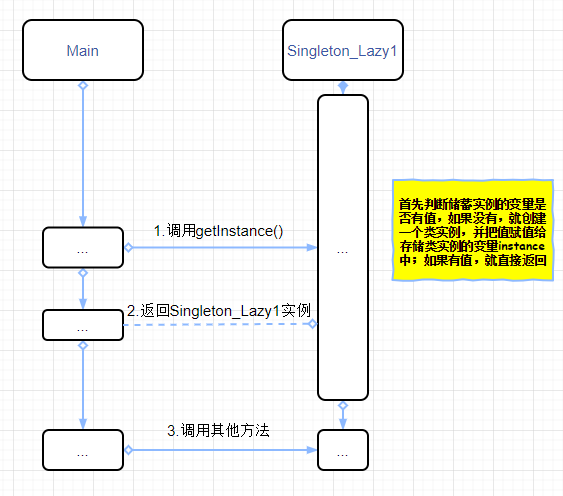 Main
Singleton_Lazy1
首先判断储蓄实例的变量是
否有值，如果没有，就创建
一个类实例，并把值赋值给
存储类实例的变量instance
中；如果有值，就直接返回
1.调用getInstance()
...
...
2.返回Singleton_Lazy1实例
...
3.调用其他方法
...
...